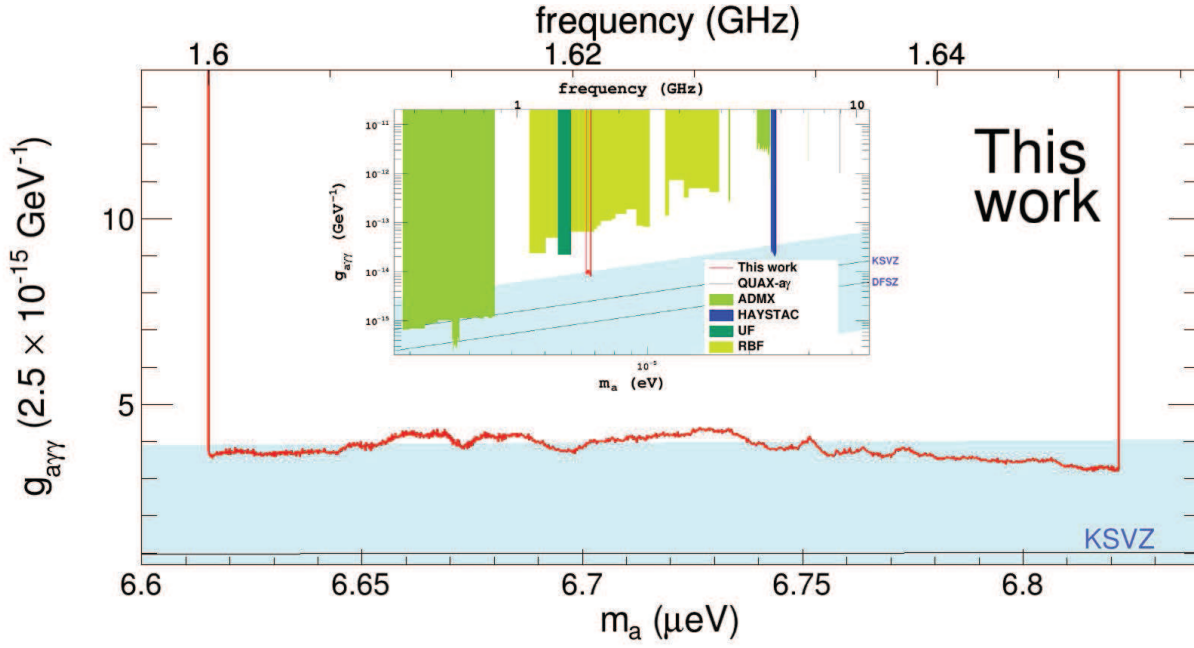 frequency (GHz)
1.6 1.62 1.64
frequency (GHz)
1 10
This
work
g_aγγ (2.5 × 10⁻¹⁵ GeV⁻¹)
10
5
g_aγγ (GeV⁻¹)
10⁻¹¹
10⁻¹²
10⁻¹³
10⁻¹⁴
10⁻¹⁵
KSVZ
DFSZ
This work
QUAX-aγ
ADMX
HAYSTAC
UF
RBF
10⁻⁵
m_a (eV)
KSVZ
6.6 6.65 6.7 6.75 6.8
m_a (μeV)